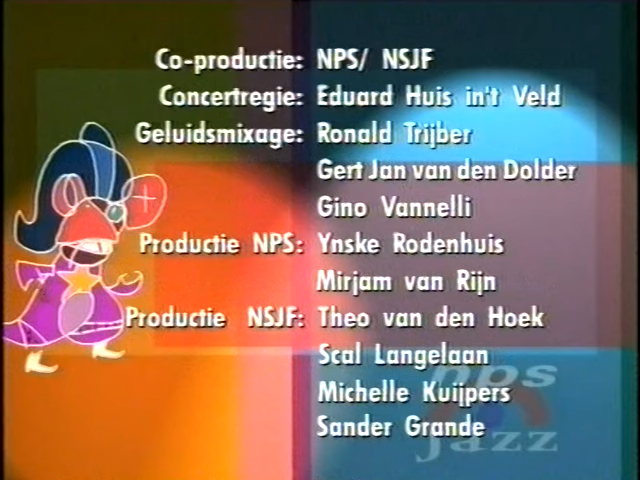 Co-productie: NPS/ NSJF
Concertregie: Eduard Huis in't Veld
Geluidsmixage: Ronald Trijber
Gert Jan van den Dolder
Gino Vannelli
Productie NPS: Ynske Rodenhuis
Mirjam van Rijn
Productie NSJF: Theo van den Hoek
Scal Langelaan
Michelle Kuijpers
Sander Grande
nps
jazz